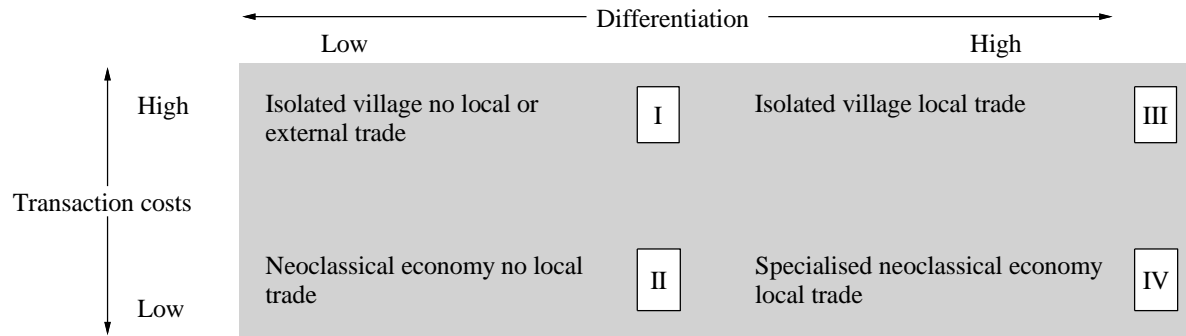 Differentiation
Low High
High
Isolated village no local or
external trade
I
Isolated village local trade
III
Transaction costs
Neoclassical economy no local
trade
II
Specialised neoclassical economy
local trade
IV
Low